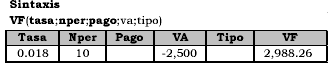 Sintaxis
VF(tasa;nper;pago;va;tipo)
Tasa Nper Pago VA Tipo VF
0.018 10 -2,500 2,988.26